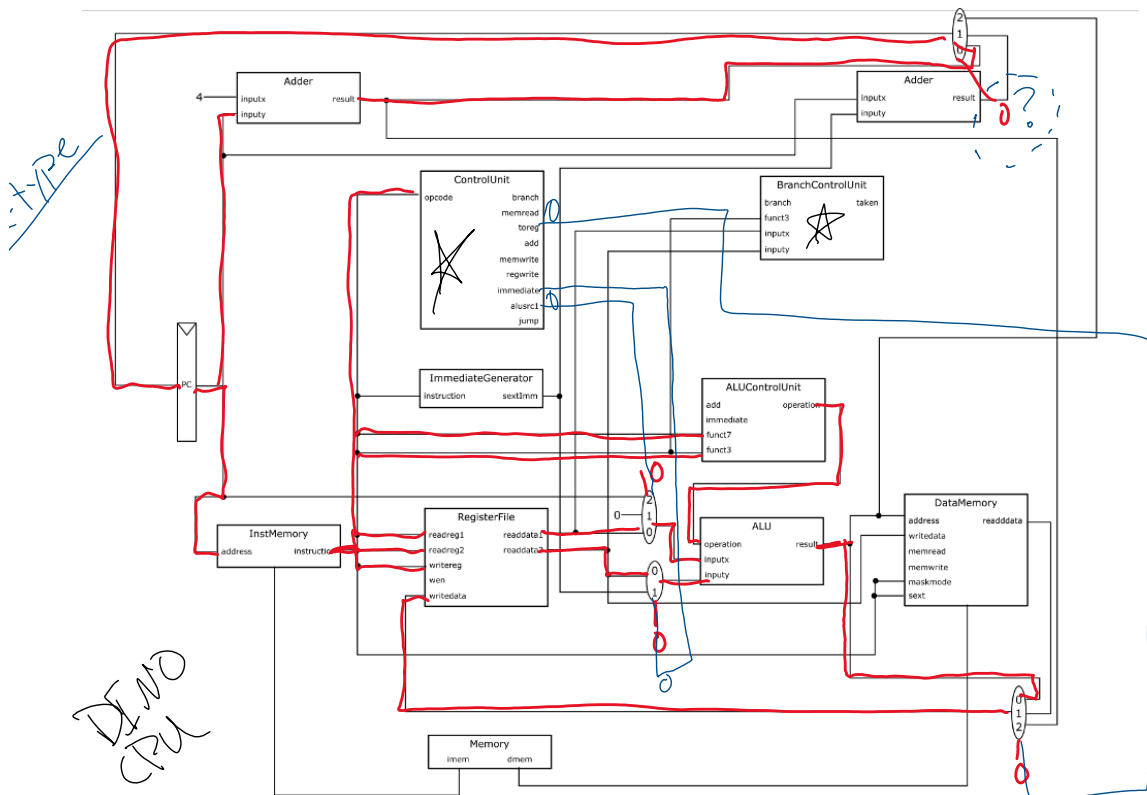 2
1
0
Adder
4
inputx
result
inputy
Adder
inputx
result
inputy
?
0
-type
ControlUnit
opcode
branch
memread
0
toreg
add
memwrite
regwrite
immediate
alusrc1
0
jump
BranchControlUnit
branch
taken
funct3
inputx
inputy
PC
ImmediateGenerator
instruction
sextImm
ALUControlUnit
add
operation
immediate
funct7
funct3
0
2
0
1
0
InstMemory
address
instruction
RegisterFile
readreg1
readdata1
readreg2
readdata2
writereg
wen
writedata
0
1
0
0
ALU
operation
result
inputx
inputy
DataMemory
address
readddata
writedata
memread
memwrite
maskmode
sext
0
1
2
0
DINO
CPU
Memory
imem
dmem